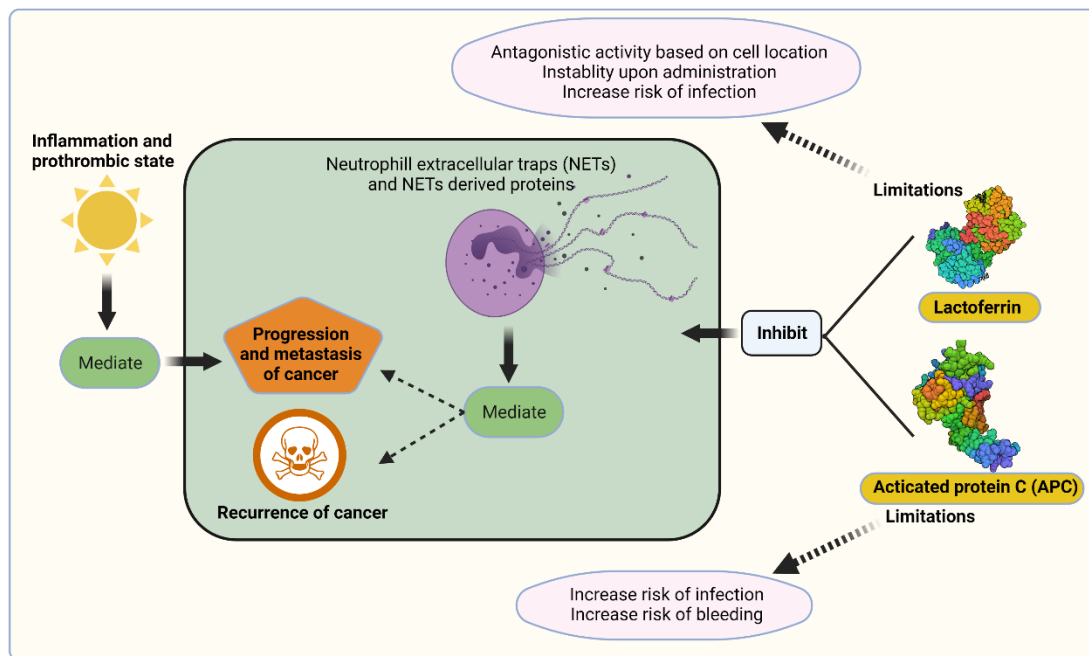 Antagonistic activity based on cell location
Instablity upon administration
Increase risk of infection
Inflammation and
prothrombic state
Neutrophill extracellular traps (NETs)
and NETs derived proteins
Limitations
Lactoferrin
Inhibit
Progression
and metastasis
of cancer
Mediate
Mediate
Recurrence of cancer
Acticated protein C (APC)
Limitations
Increase risk of infection
Increase risk of bleeding